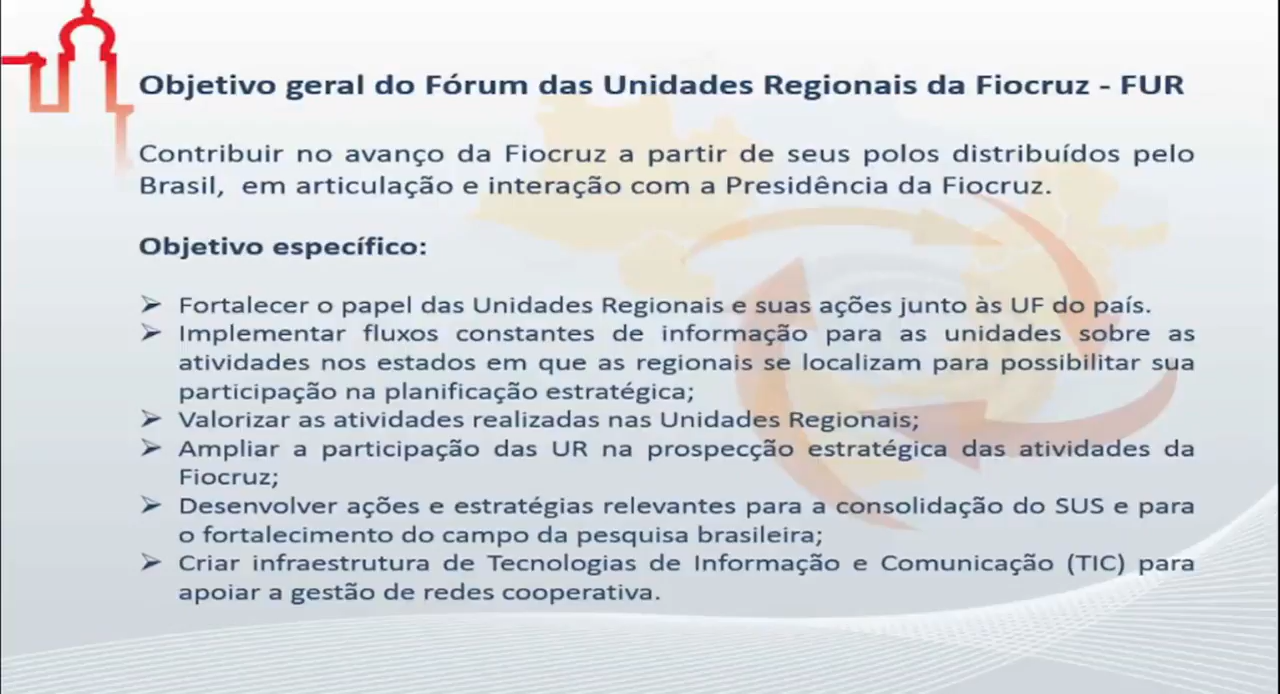 Objetivo geral do Fórum das Unidades Regionais da Fiocruz - FUR
Contribuir no avanço da Fiocruz a partir de seus polos distribuídos pelo
Brasil, em articulação e interação com a Presidência da Fiocruz.
Objetivo específico:
➢ Fortalecer o papel das Unidades Regionais e suas ações junto às UF do país.
➢ Implementar fluxos constantes de informação para as unidades sobre as
atividades nos estados em que as regionais se localizam para possibilitar sua
participação na planificação estratégica;
➢ Valorizar as atividades realizadas nas Unidades Regionais;
➢ Ampliar a participação das UR na prospecção estratégica das atividades da
Fiocruz;
➢ Desenvolver ações e estratégias relevantes para a consolidação do SUS e para
o fortalecimento do campo da pesquisa brasileira;
➢ Criar infraestrutura de Tecnologias de Informação e Comunicação (TIC) para
apoiar a gestão de redes cooperativa.